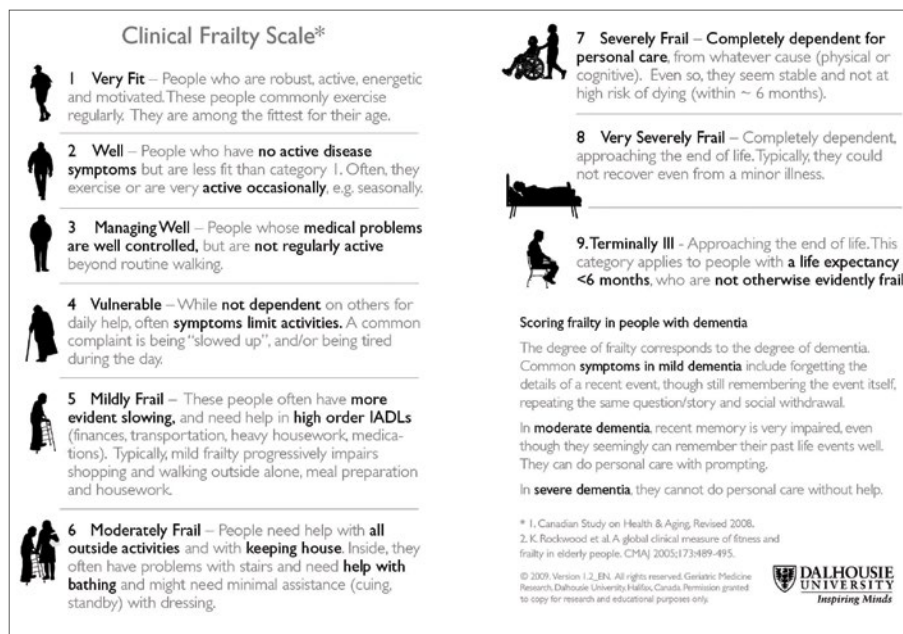 Clinical Frailty Scale*
1 Very Fit – People who are robust, active, energetic
and motivated. These people commonly exercise
regularly. They are among the fittest for their age.
2 Well – People who have no active disease
symptoms but are less fit than category 1. Often, they
exercise or are very active occasionally, e.g. seasonally.
3 Managing Well – People whose medical problems
are well controlled, but are not regularly active
beyond routine walking.
4 Vulnerable – While not dependent on others for
daily help, often symptoms limit activities. A common
complaint is being “slowed up”, and/or being tired
during the day.
5 Mildly Frail – These people often have more
evident slowing, and need help in high order IADLs
(finances, transportation, heavy housework, medica-
tions). Typically, mild frailty progressively impairs
shopping and walking outside alone, meal preparation
and housework.
6 Moderately Frail – People need help with all
outside activities and with keeping house. Inside, they
often have problems with stairs and need help with
bathing and might need minimal assistance (cuing,
standby) with dressing.
7 Severely Frail – Completely dependent for
personal care, from whatever cause (physical or
cognitive). Even so, they seem stable and not at
high risk of dying (within ~ 6 months).
8 Very Severely Frail – Completely dependent,
approaching the end of life. Typically, they could
not recover even from a minor illness.
9. Terminally Ill - Approaching the end of life. This
category applies to people with a life expectancy
<6 months, who are not otherwise evidently frail
Scoring frailty in people with dementia
The degree of frailty corresponds to the degree of dementia.
Common symptoms in mild dementia include forgetting the
details of a recent event, though still remembering the event itself,
repeating the same question/story and social withdrawal.
In moderate dementia, recent memory is very impaired, even
though they seemingly can remember their past life events well.
They can do personal care with prompting.
In severe dementia, they cannot do personal care without help.
* 1. Canadian Study on Health & Aging, Revised 2008.
2. K. Rockwood et al. A global clinical measure of fitness and
frailty in elderly people. CMAJ 2005;173:489-495.
© 2009. Version 1.2_EN. All rights reserved. Geriatric Medicine
Research, Dalhousie University, Halifax, Canada. Permission granted
to copy for research and educational purposes only.
DALHOUSIE
UNIVERSITY
Inspiring Minds